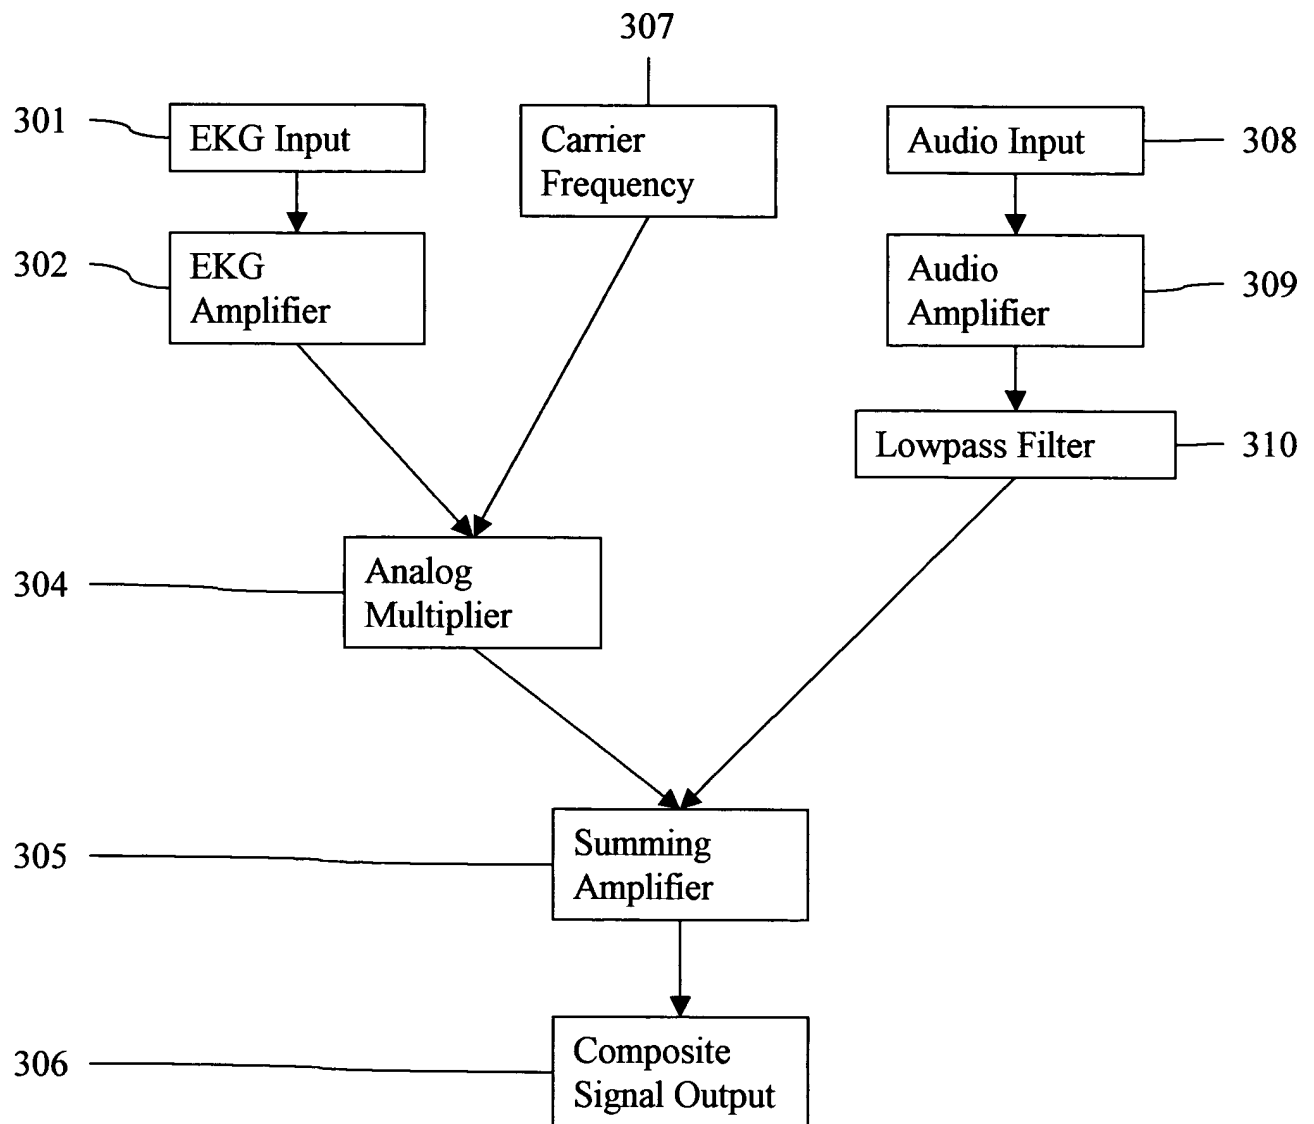 307
301
EKG Input
Carrier
Frequency
Audio Input
308
302
EKG
Amplifier
Audio
Amplifier
309
Lowpass Filter
310
304
Analog
Multiplier
305
Summing
Amplifier
306
Composite
Signal Output